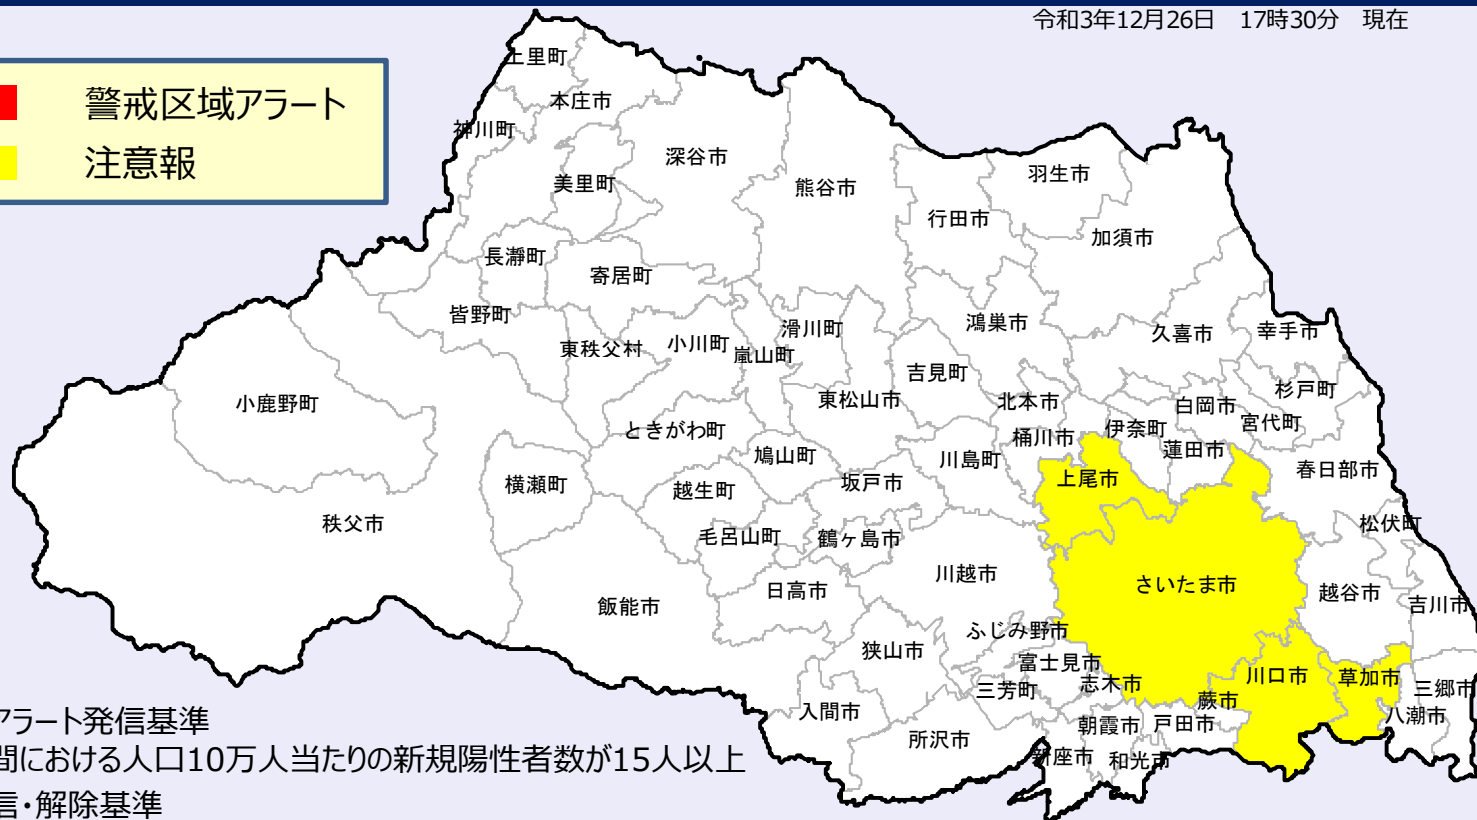 令和3年12月26日　17時30分　現在
警戒区域アラート
注意報
上里町
本庄市
神川町
美里町
深谷市
熊谷市
行田市
羽生市
加須市
長瀞町
寄居町
皆野町
東秩父村
小川町
嵐山町
滑川町
鴻巣市
久喜市
幸手市
吉見町
小鹿野町
東松山市
北本市
白岡市
杉戸町
宮代町
ときがわ町
桶川市
伊奈町
蓮田市
鳩山町
川島町
春日部市
横瀬町
越生町
坂戸市
上尾市
秩父市
毛呂山町
鶴ヶ島市
松伏町
日高市
川越市
さいたま市
越谷市
吉川市
飯能市
ふじみ野市
狭山市
富士見市
三芳町
志木市
川口市
草加市
三郷市
蕨市
入間市
所沢市
朝霞市
戸田市
八潮市
新座市
和光市
アラート発信基準
間における人口10万人当たりの新規陽性者数が15人以上
信・解除基準